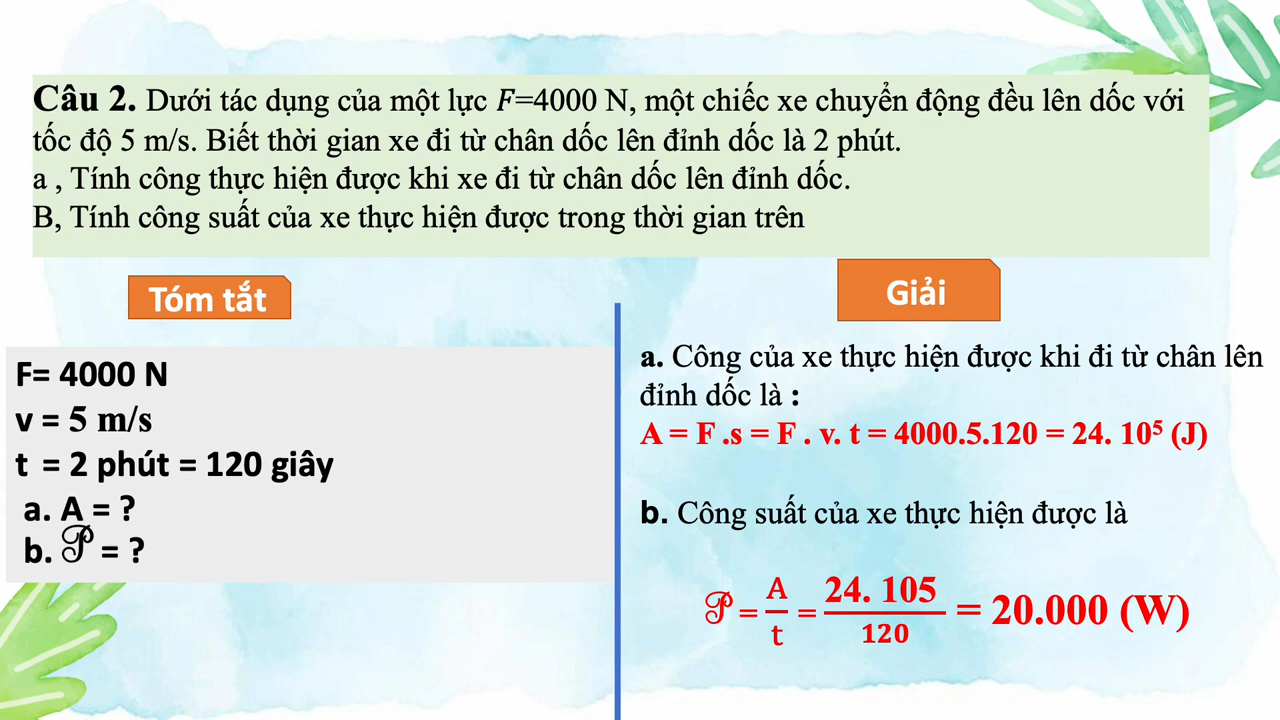 Câu 2. Dưới tác dụng của một lực F=4000 N, một chiếc xe chuyển động đều lên dốc với
tốc độ 5 m/s. Biết thời gian xe đi từ chân dốc lên đỉnh dốc là 2 phút.
a , Tính công thực hiện được khi xe đi từ chân dốc lên đỉnh dốc.
B, Tính công suất của xe thực hiện được trong thời gian trên
Tóm tắt
F= 4000 N
v = 5 m/s
t = 2 phút = 120 giây
a. A = ?
b. 𝒫 = ?
Giải
a. Công của xe thực hiện được khi đi từ chân lên
đỉnh dốc là :
A = F .s = F . v. t = 4000.5.120 = 24. 10⁵ (J)
b. Công suất của xe thực hiện được là
𝒫 = A/t = 24. 105/120 = 20.000 (W)